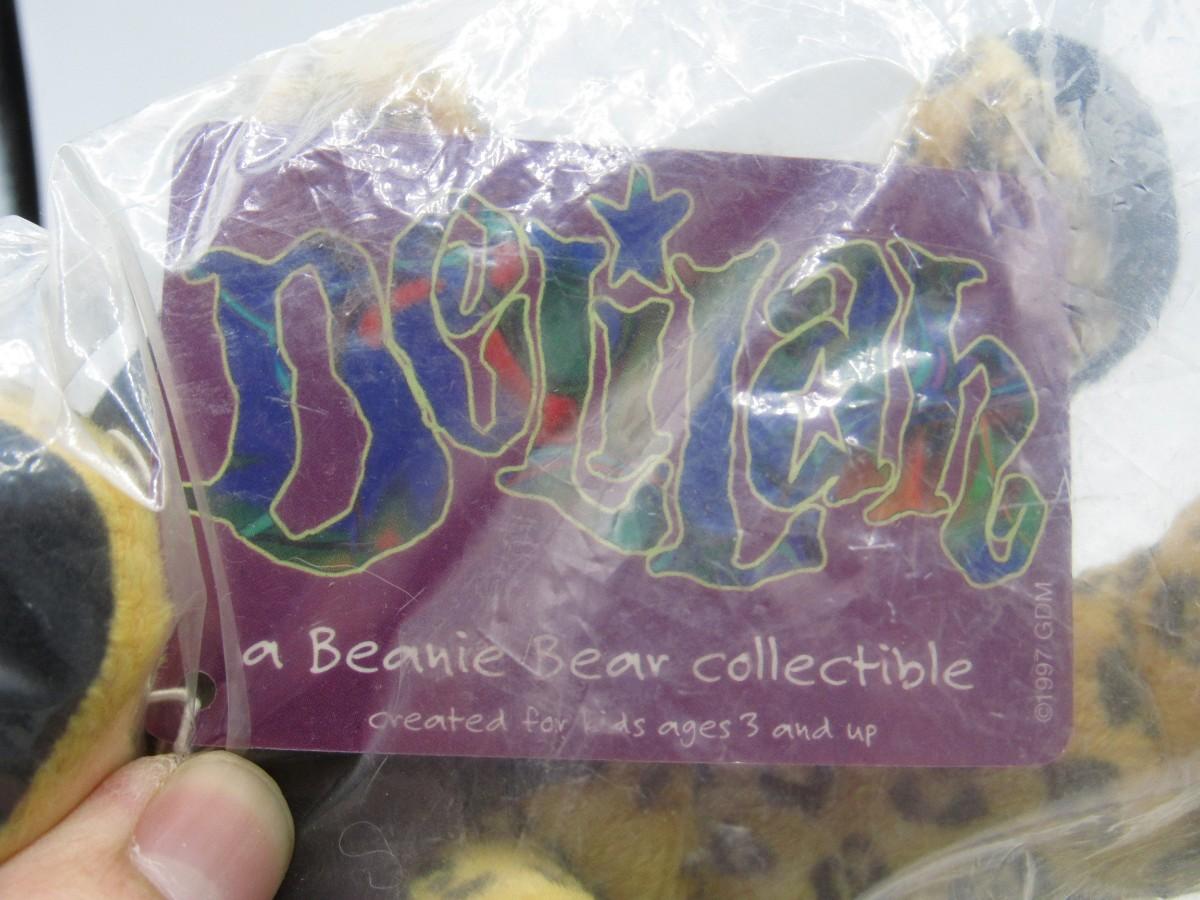 Delilah
a Beanie Bear collectible
created for kids ages 3 and up
©1997 GDM